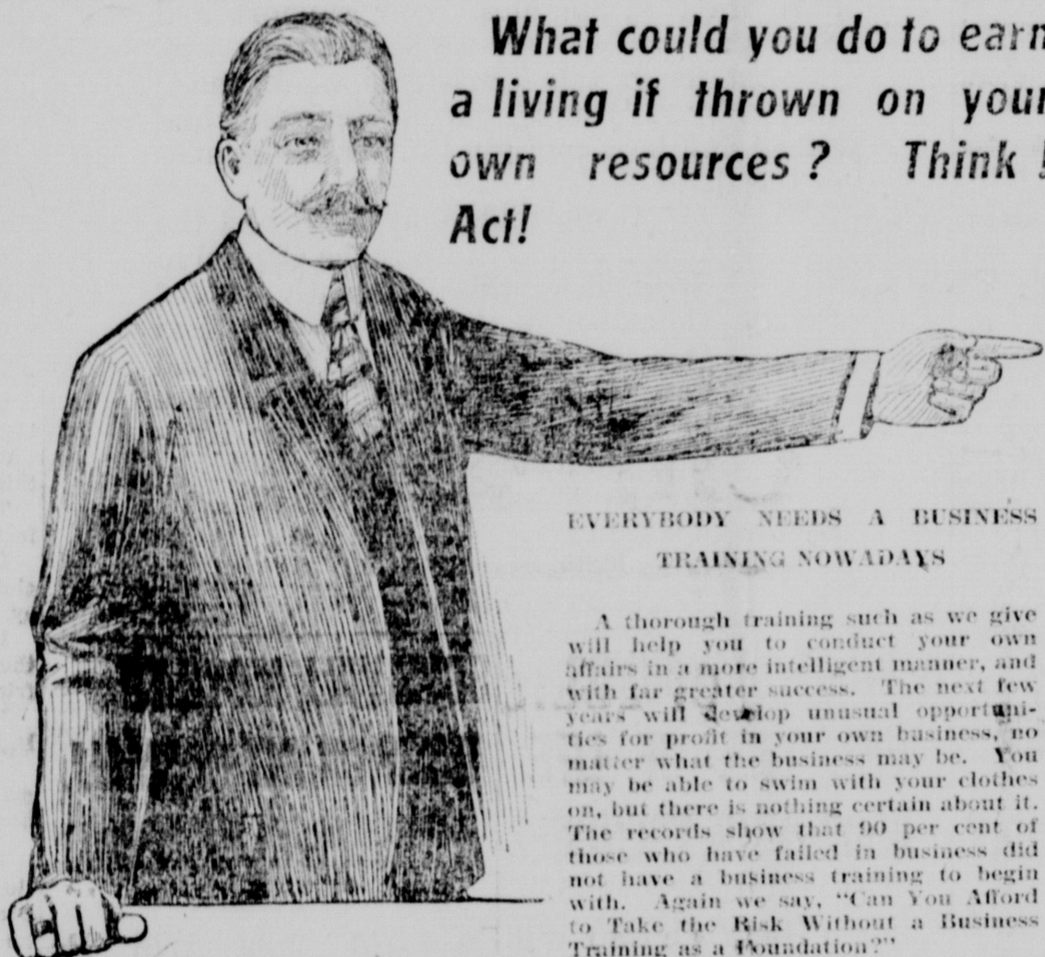 What could you do to earn
a living if thrown on your
own resources? Think!
Act!
EVERYBODY NEEDS A BUSINESS
TRAINING NOWADAYS
A thorough training such as we give
will help you to conduct your own
affairs in a more intelligent manner, and
with far greater success. The next few
years will develop unusual opportuni-
ties for profit in your own business, no
matter what the business may be. You
may be able to swim with your clothes
on, but there is nothing certain about it.
The records show that 90 per cent of
those who have failed in business did
not have a business training to begin
with. Again we say, "Can You Afford
to Take the Risk Without a Business
Training as a Foundation?"